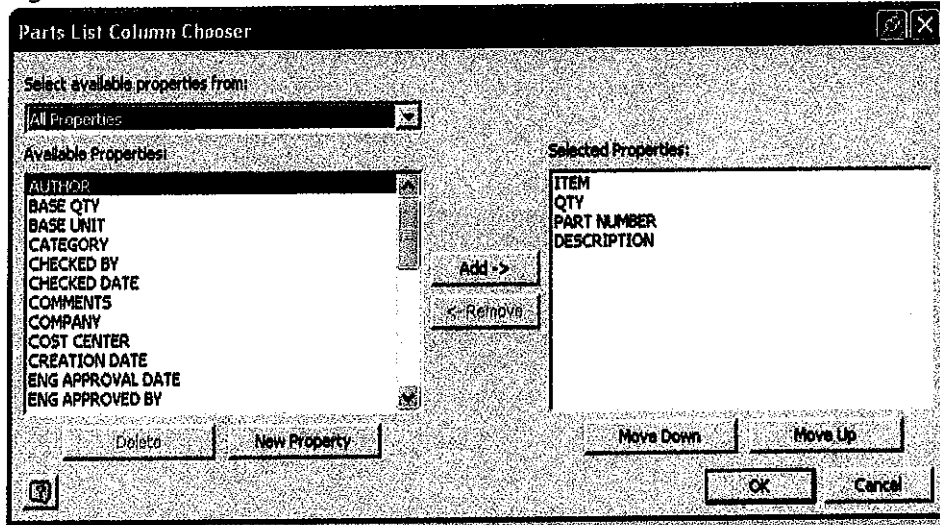 Parts List Column Chooser
Select available properties from:
All Properties
Available Properties:
AUTHOR
BASE QTY
BASE UNIT
CATEGORY
CHECKED BY
CHECKED DATE
COMMENTS
COMPANY
COST CENTER
CREATION DATE
ENG APPROVAL DATE
ENG APPROVED BY
Delete
New Property
Add ->
<- Remove
Selected Properties:
ITEM
QTY
PART NUMBER
DESCRIPTION
Move Down
Move Up
OK
Cancel